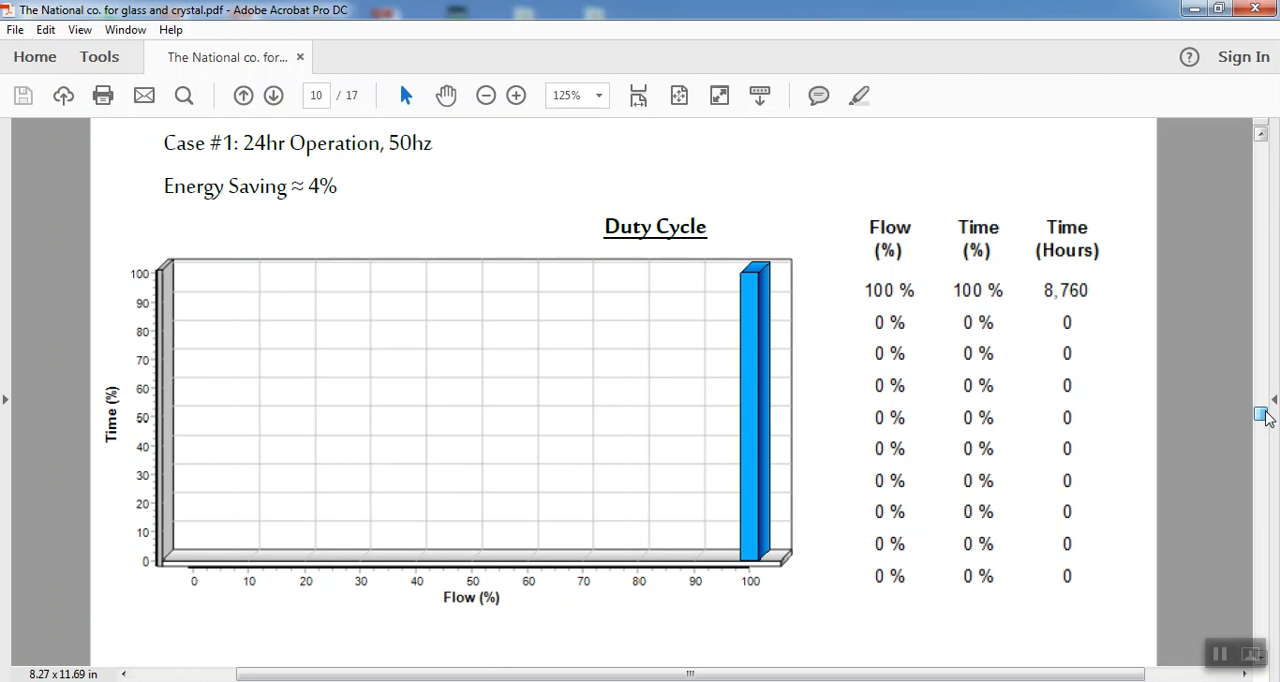 The National co. for glass and crystal.pdf - Adobe Acrobat Pro DC
File Edit View Window Help
Home Tools The National co. for... × ? Sign In
10 / 17 125%
Case #1: 24hr Operation, 50hz
Energy Saving ≈ 4%
Duty Cycle
Flow (%) Time (%) Time (Hours)
100 % 100 % 8,760
0 % 0 % 0
0 % 0 % 0
0 % 0 % 0
0 % 0 % 0
0 % 0 % 0
0 % 0 % 0
0 % 0 % 0
0 % 0 % 0
0 % 0 % 0
Time (%)
100
90
80
70
60
50
40
30
20
10
0
0 10 20 30 40 50 60 70 80 90 100
Flow (%)
8.27 x 11.69 in